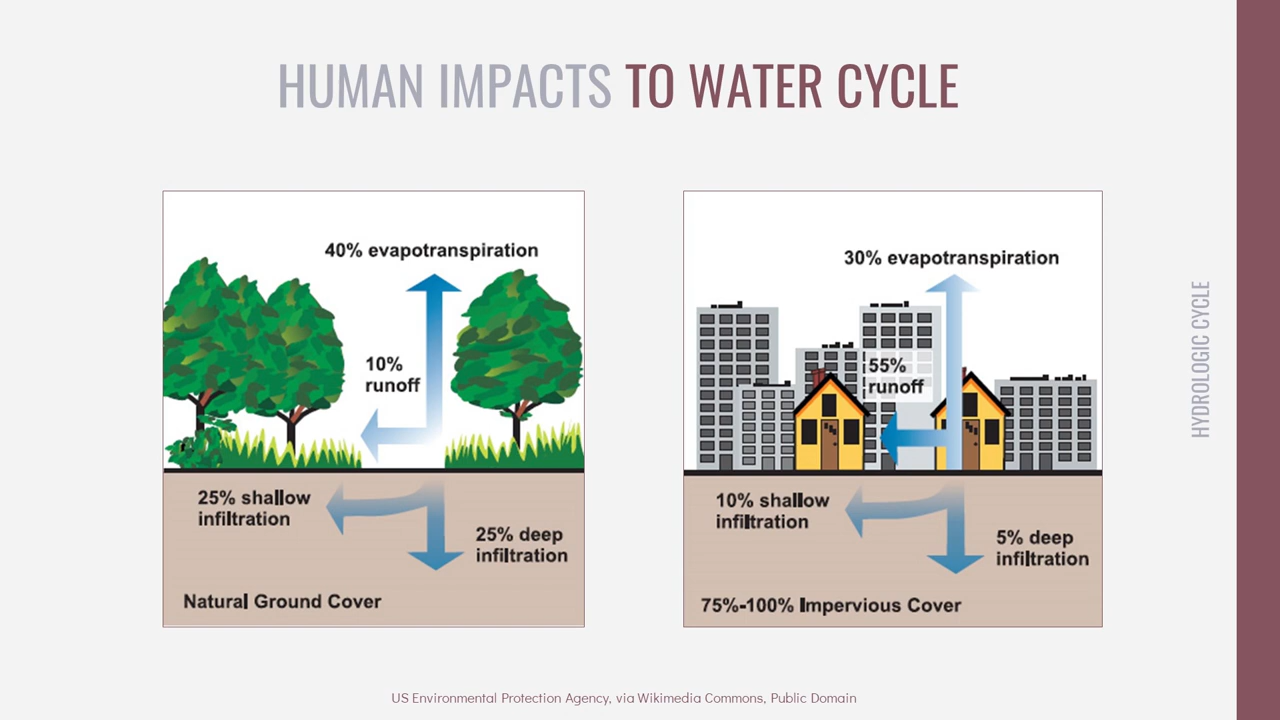 HUMAN IMPACTS TO WATER CYCLE
40% evapotranspiration
10%
runoff
25% shallow
infiltration
25% deep
infiltration
Natural Ground Cover
30% evapotranspiration
55%
runoff
10% shallow
infiltration
5% deep
infiltration
75%-100% Impervious Cover
HYDROLOGIC CYCLE
US Environmental Protection Agency, via Wikimedia Commons, Public Domain